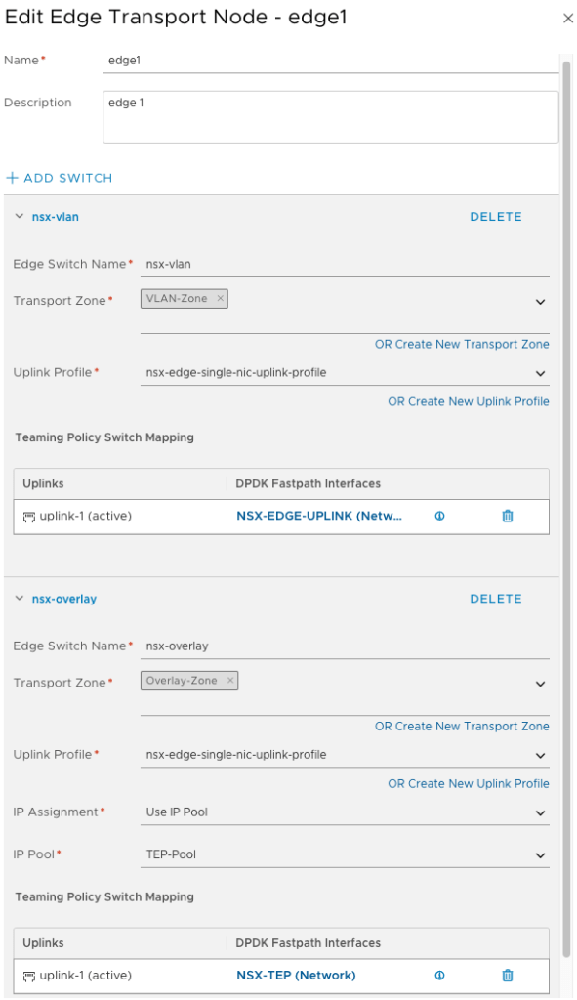 Edit Edge Transport Node - edge1 ×
Name* edge1
Description edge 1
+ ADD SWITCH
nsx-vlan DELETE
Edge Switch Name* nsx-vlan
Transport Zone* VLAN-Zone ×
OR Create New Transport Zone
Uplink Profile* nsx-edge-single-nic-uplink-profile
OR Create New Uplink Profile
Teaming Policy Switch Mapping
Uplinks DPDK Fastpath Interfaces
uplink-1 (active) NSX-EDGE-UPLINK (Netw...
nsx-overlay DELETE
Edge Switch Name* nsx-overlay
Transport Zone* Overlay-Zone ×
OR Create New Transport Zone
Uplink Profile* nsx-edge-single-nic-uplink-profile
OR Create New Uplink Profile
IP Assignment* Use IP Pool
IP Pool* TEP-Pool
Teaming Policy Switch Mapping
Uplinks DPDK Fastpath Interfaces
uplink-1 (active) NSX-TEP (Network)